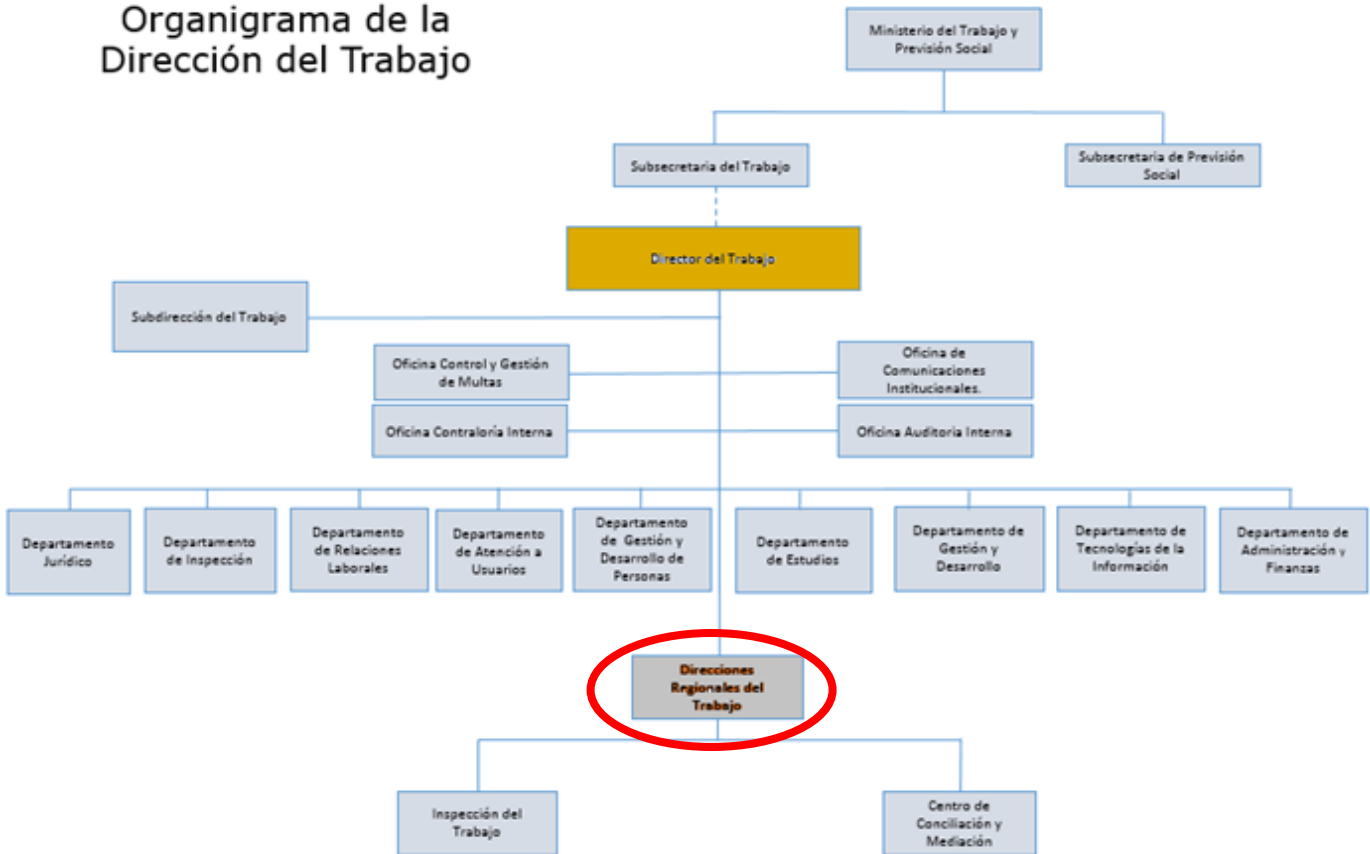 Organigrama de la
Dirección del Trabajo
Ministerio del Trabajo y
Previsión Social
Subsecretaria del Trabajo
Subsecretaria de Previsión
Social
Director del Trabajo
Subdirección del Trabajo
Oficina Control y Gestión
de Multas
Oficina de
Comunicaciones
Institucionales.
Oficina Contraloría Interna
Oficina Auditoria Interna
Departamento
Jurídico
Departamento
de Inspección
Departamento
de Relaciones
Laborales
Departamento
de Atención a
Usuarios
Departamento
de Gestión y
Desarrollo de
Personas
Departamento
de Estudios
Departamento de
Gestión y
Desarrollo
Departamento de
Tecnologías de la
Información
Departamento de
Administración y
Finanzas
Direcciones
Regionales del
Trabajo
Inspección del
Trabajo
Centro de
Conciliación y
Mediación